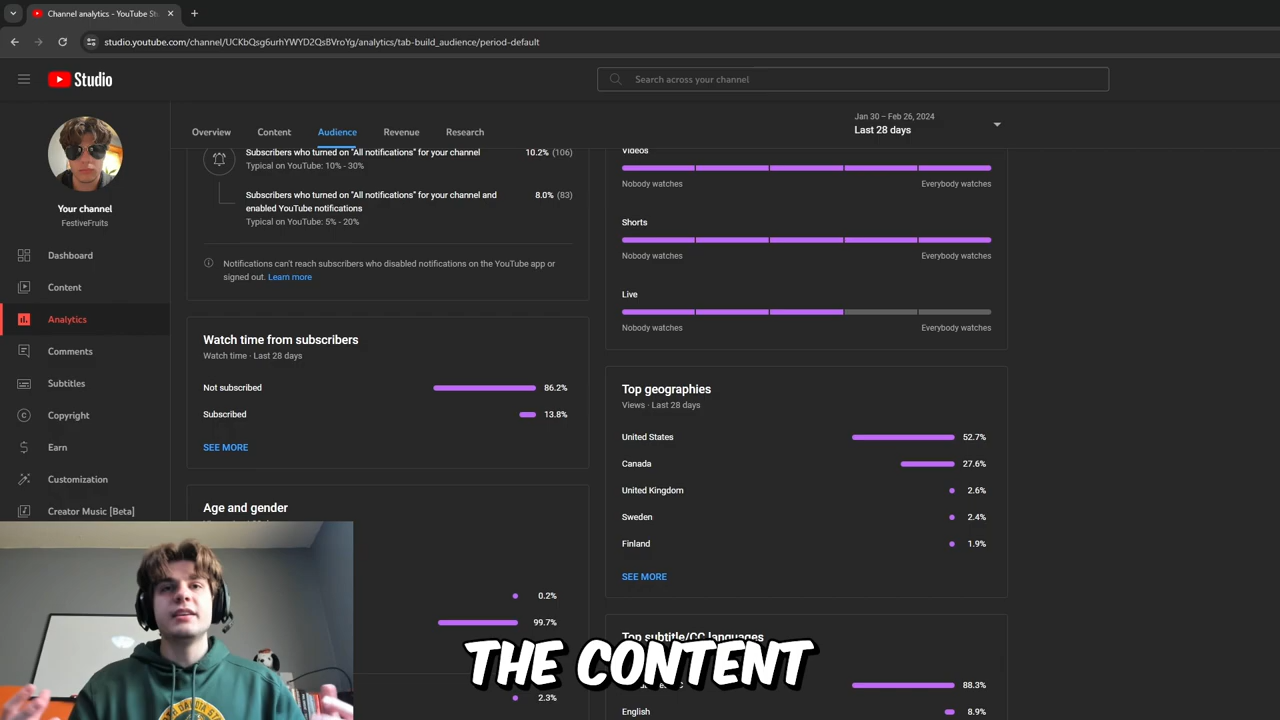 Channel analytics - YouTube St
studio.youtube.com/channel/UCKbQsg6urhYWYD2QsBVroYg/analytics/tab-build_audience/period-default
Studio
Search across your channel
Your channel
FestiveFruits
Dashboard
Content
Analytics
Comments
Subtitles
Copyright
Earn
Customization
Creator Music [Beta]
Overview
Content
Audience
Revenue
Research
Jan 30 – Feb 26, 2024
Last 28 days
Subscribers who turned on "All notifications" for your channel
10.2% (106)
Typical on YouTube: 10% - 30%
Subscribers who turned on "All notifications" for your channel and
enabled YouTube notifications
8.0% (83)
Typical on YouTube: 5% - 20%
Notifications can't reach subscribers who disabled notifications on the YouTube app or
signed out. Learn more
Watch time from subscribers
Watch time · Last 28 days
Not subscribed
86.2%
Subscribed
13.8%
SEE MORE
Age and gender
0.2%
99.7%
2.3%
Videos
Nobody watches
Everybody watches
Shorts
Nobody watches
Everybody watches
Live
Nobody watches
Everybody watches
Top geographies
Views · Last 28 days
United States
52.7%
Canada
27.6%
United Kingdom
2.6%
Sweden
2.4%
Finland
1.9%
SEE MORE
Top subtitle/CC languages
88.3%
English
8.9%
THE CONTENT